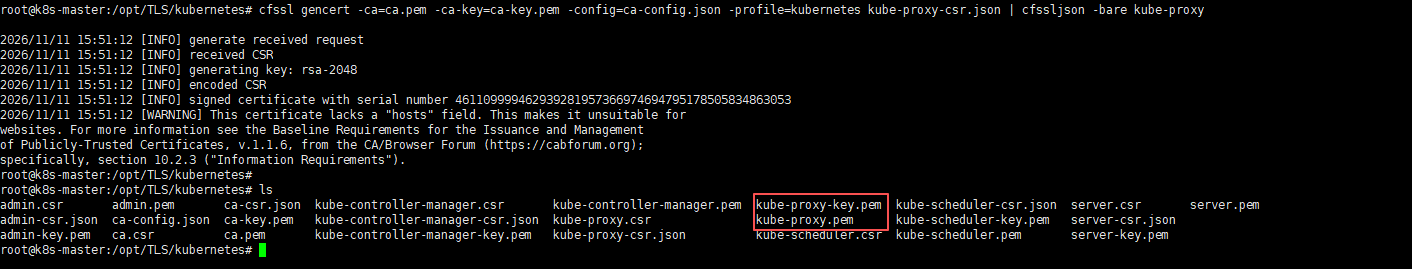 root@k8s-master:/opt/TLS/kubernetes# cfssl gencert -ca=ca.pem -ca-key=ca-key.pem -config=ca-config.json -profile=kubernetes kube-proxy-csr.json | cfssljson -bare kube-proxy
2026/11/11 15:51:12 [INFO] generate received request
2026/11/11 15:51:12 [INFO] received CSR
2026/11/11 15:51:12 [INFO] generating key: rsa-2048
2026/11/11 15:51:12 [INFO] encoded CSR
2026/11/11 15:51:12 [INFO] signed certificate with serial number 461109999462939281957366974694795178505834863053
2026/11/11 15:51:12 [WARNING] This certificate lacks a "hosts" field. This makes it unsuitable for
websites. For more information see the Baseline Requirements for the Issuance and Management
of Publicly-Trusted Certificates, v.1.1.6, from the CA/Browser Forum (https://cabforum.org);
specifically, section 10.2.3 ("Information Requirements").
root@k8s-master:/opt/TLS/kubernetes#
root@k8s-master:/opt/TLS/kubernetes# ls
admin.csr admin.pem ca-csr.json kube-controller-manager.csr kube-controller-manager.pem kube-proxy-key.pem kube-scheduler-csr.json server.csr server.pem
admin-csr.json ca-config.json ca-key.pem kube-controller-manager-csr.json kube-proxy.csr kube-proxy.pem kube-scheduler-key.pem server-csr.json
admin-key.pem ca.csr ca.pem kube-controller-manager-key.pem kube-proxy-csr.json kube-scheduler.csr kube-scheduler.pem server-key.pem
root@k8s-master:/opt/TLS/kubernetes#